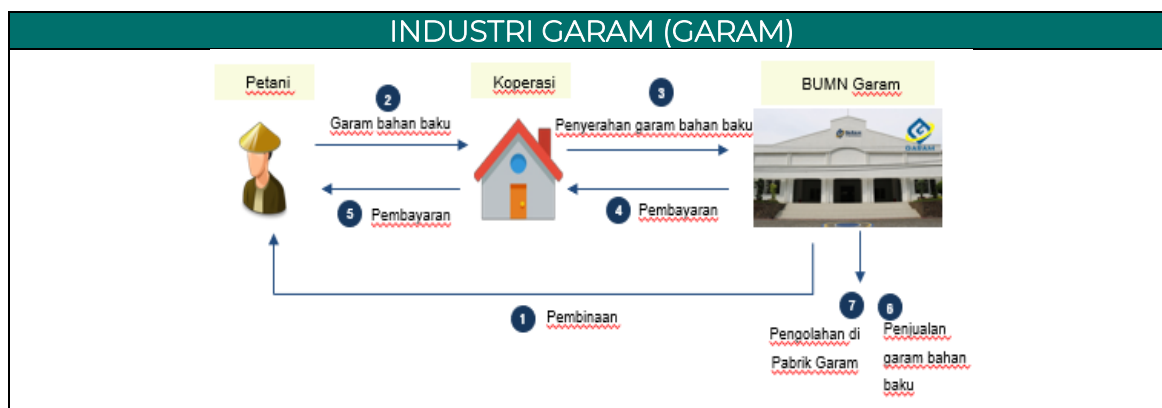 INDUSTRI GARAM (GARAM)
Petani
Koperasi
BUMN Garam
2
Garam bahan baku
3
Penyerahan garam bahan baku
GARAM
5
Pembayaran
4
Pembayaran
1
Pembinaan
7
Pengolahan di
Pabrik Garam
6
Penjualan
garam bahan
baku